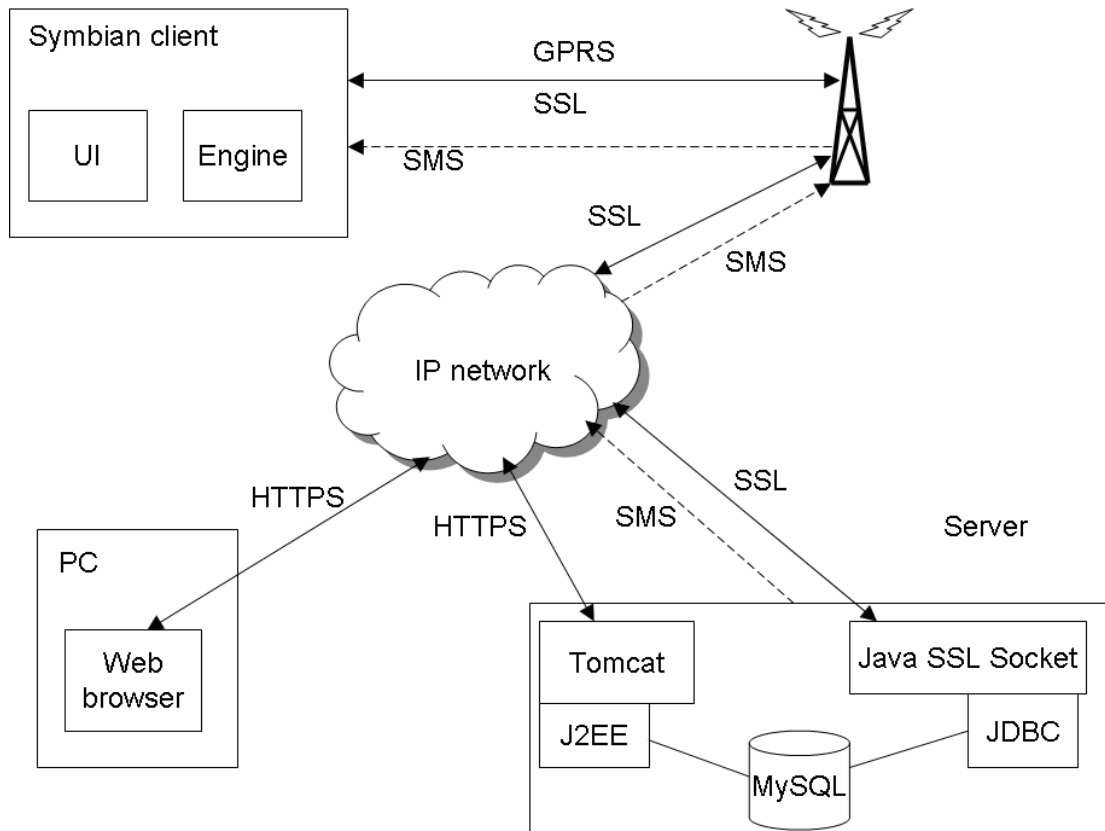 Symbian client
UI
Engine
GPRS
SSL
SMS
SSL
SMS
IP network
HTTPS
HTTPS
SMS
SSL
Server
PC
Web
browser
Tomcat
J2EE
Java SSL Socket
JDBC
MySQL